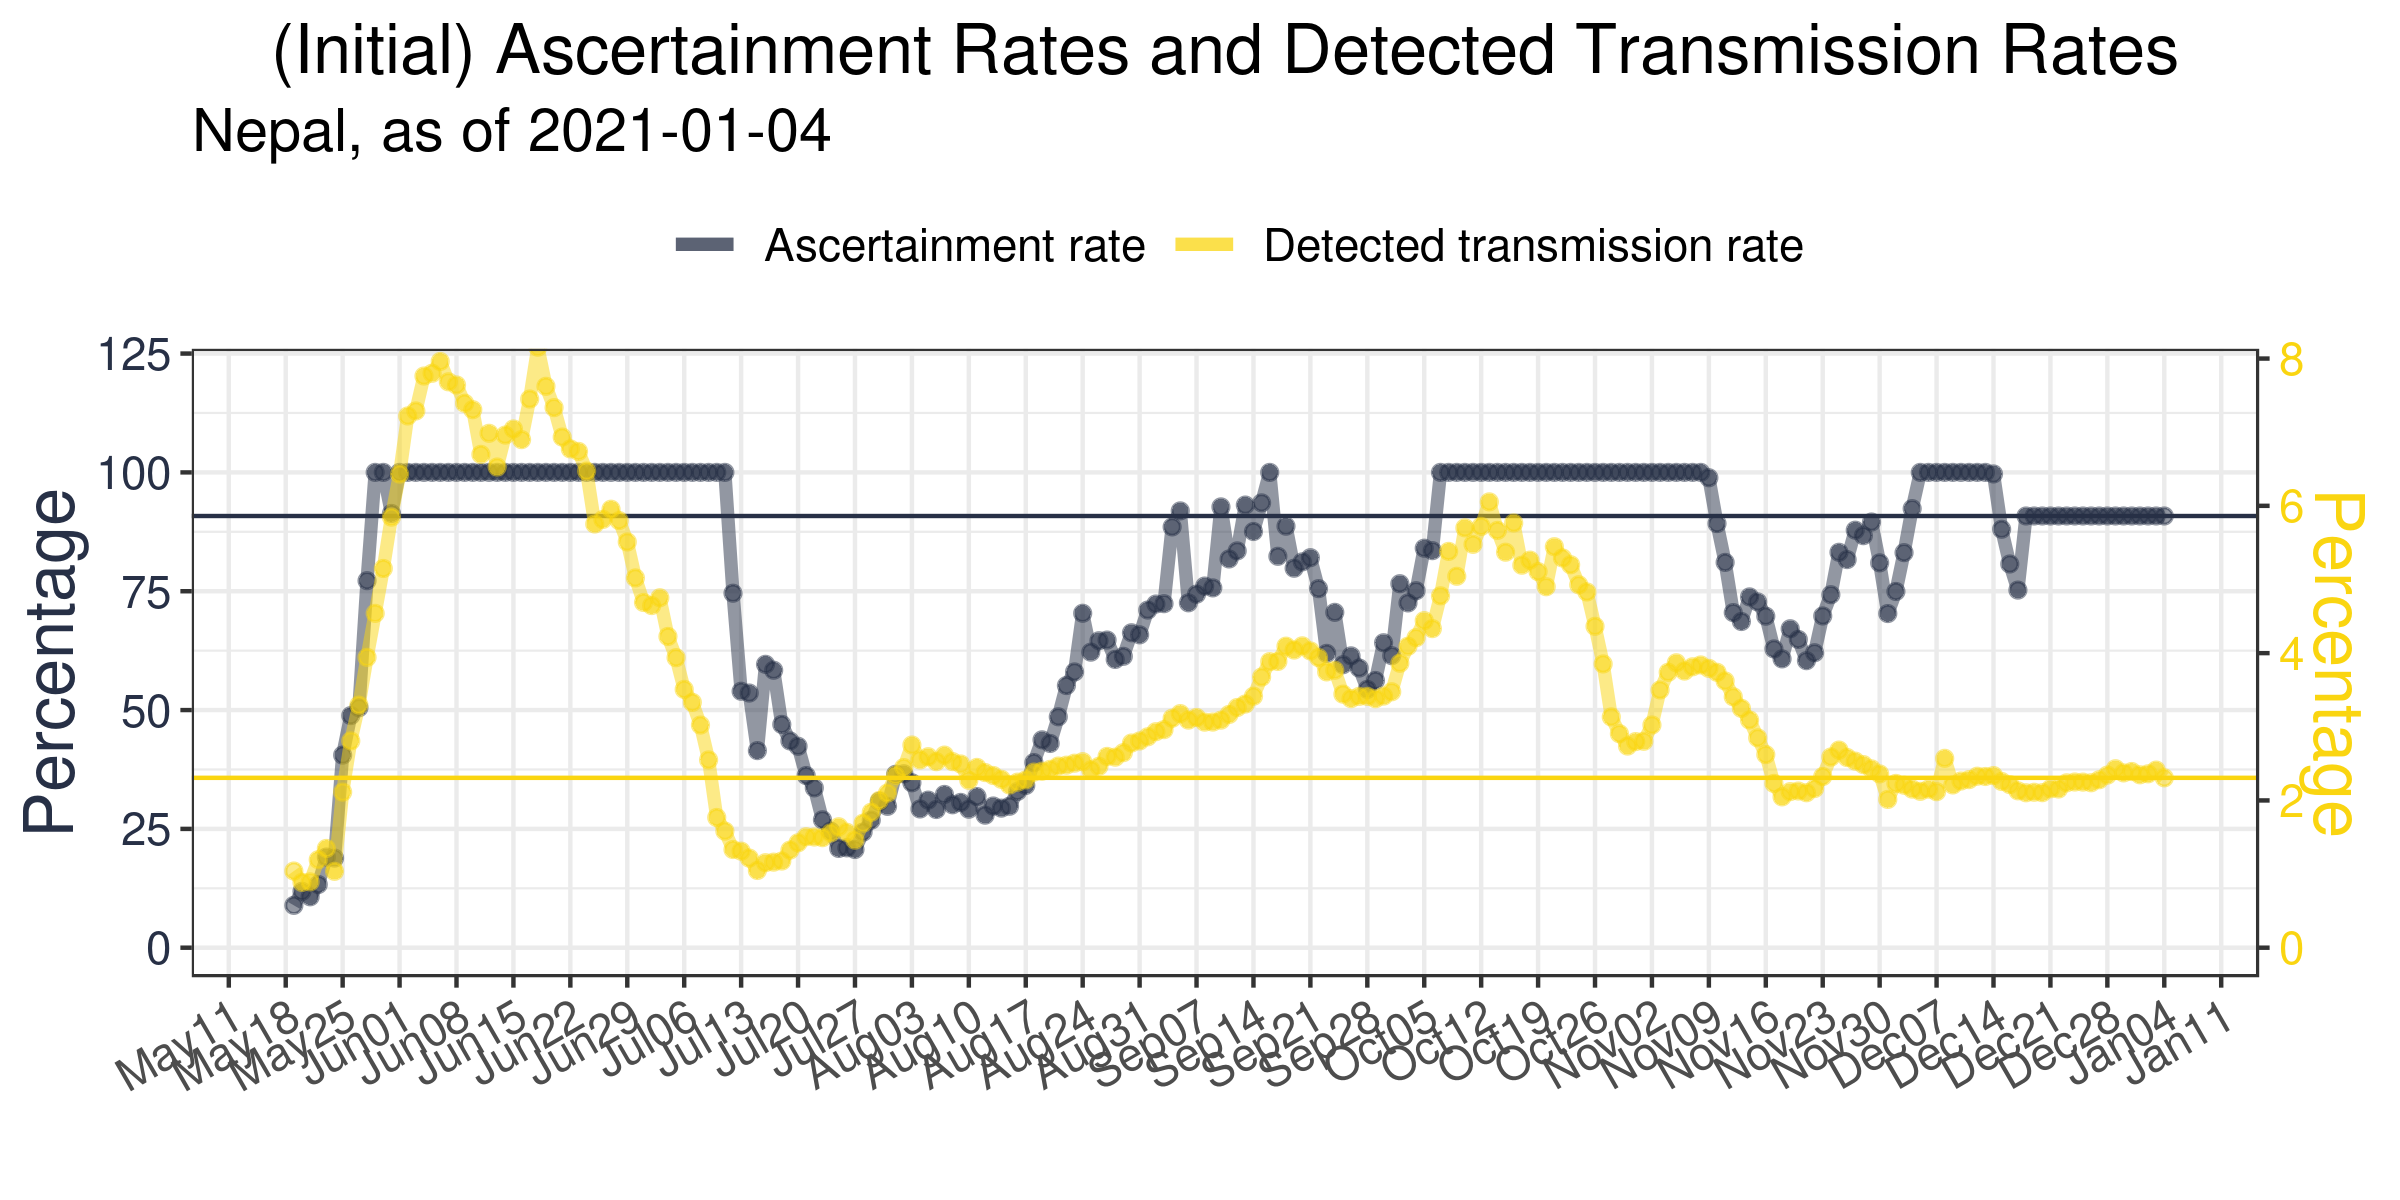 (Initial) Ascertainment Rates and Detected Transmission Rates
Nepal, as of 2021-01-04
Ascertainment rate
Detected transmission rate
Percentage
125
100
75
50
25
0
8
6
4
2
0
Percentage
May11
May18
May25
Jun01
Jun08
Jun15
Jun22
Jun29
Jul06
Jul13
Jul20
Jul27
Aug03
Aug10
Aug17
Aug24
Aug31
Sep07
Sep14
Sep21
Sep28
Oct05
Oct12
Oct19
Oct26
Nov02
Nov09
Nov16
Nov23
Nov30
Dec07
Dec14
Dec21
Dec28
Jan04
Jan11